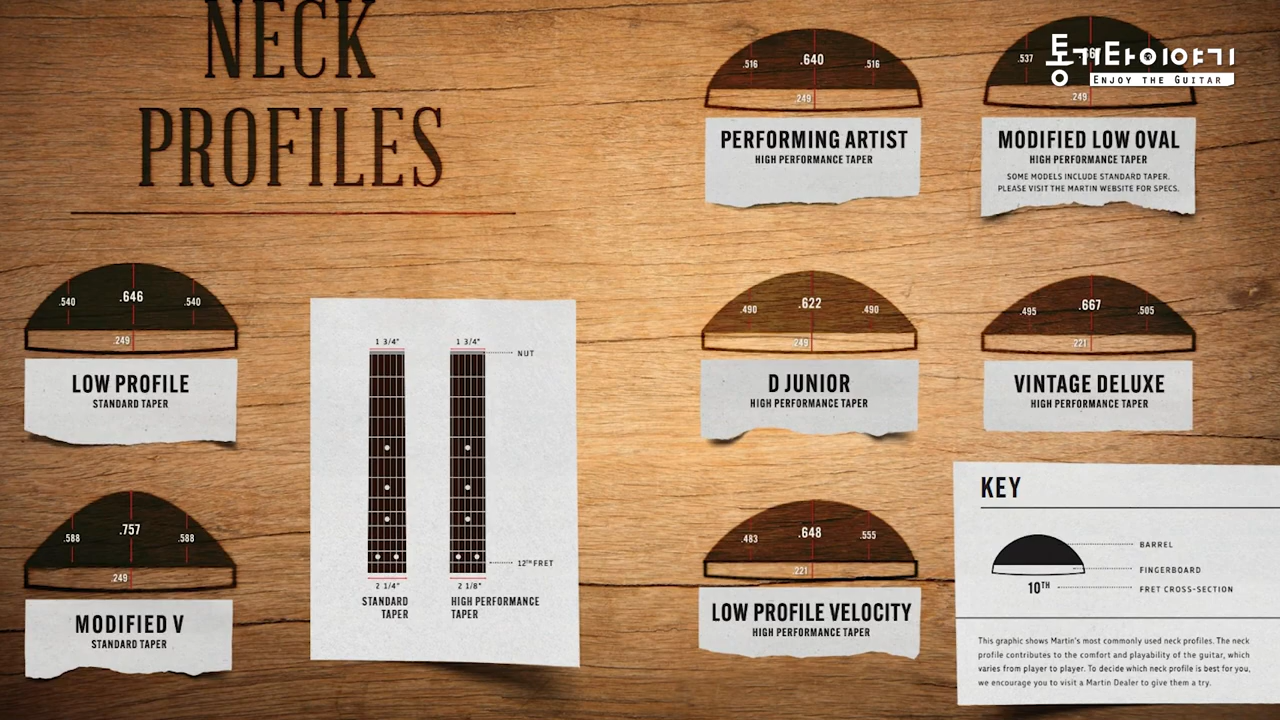 NECK
PROFILES
.516
.640
.516
.249
PERFORMING ARTIST
HIGH PERFORMANCE TAPER
.537
.667
.249
통기타이야기
ENJOY THE GUITAR
MODIFIED LOW OVAL
HIGH PERFORMANCE TAPER
SOME MODELS INCLUDE STANDARD TAPER.
PLEASE VISIT THE MARTIN WEBSITE FOR SPECS.
.540
.646
.540
.249
LOW PROFILE
STANDARD TAPER
.490
.622
.490
.249
D JUNIOR
HIGH PERFORMANCE TAPER
.495
.667
.505
.221
VINTAGE DELUXE
HIGH PERFORMANCE TAPER
.588
.757
.588
.249
MODIFIED V
STANDARD TAPER
1 3/4"
1 3/4"
NUT
12TH FRET
2 1/4"
2 1/8"
STANDARD
TAPER
HIGH PERFORMANCE
TAPER
.483
.648
.555
.221
LOW PROFILE VELOCITY
HIGH PERFORMANCE TAPER
KEY
BARREL
FINGERBOARD
10TH
FRET CROSS-SECTION
This graphic shows Martin's most commonly used neck profiles. The neck
profile contributes to the comfort and playability of the guitar, which
varies from player to player. To decide which neck profile is best for you,
we encourage you to visit a Martin Dealer to give them a try.